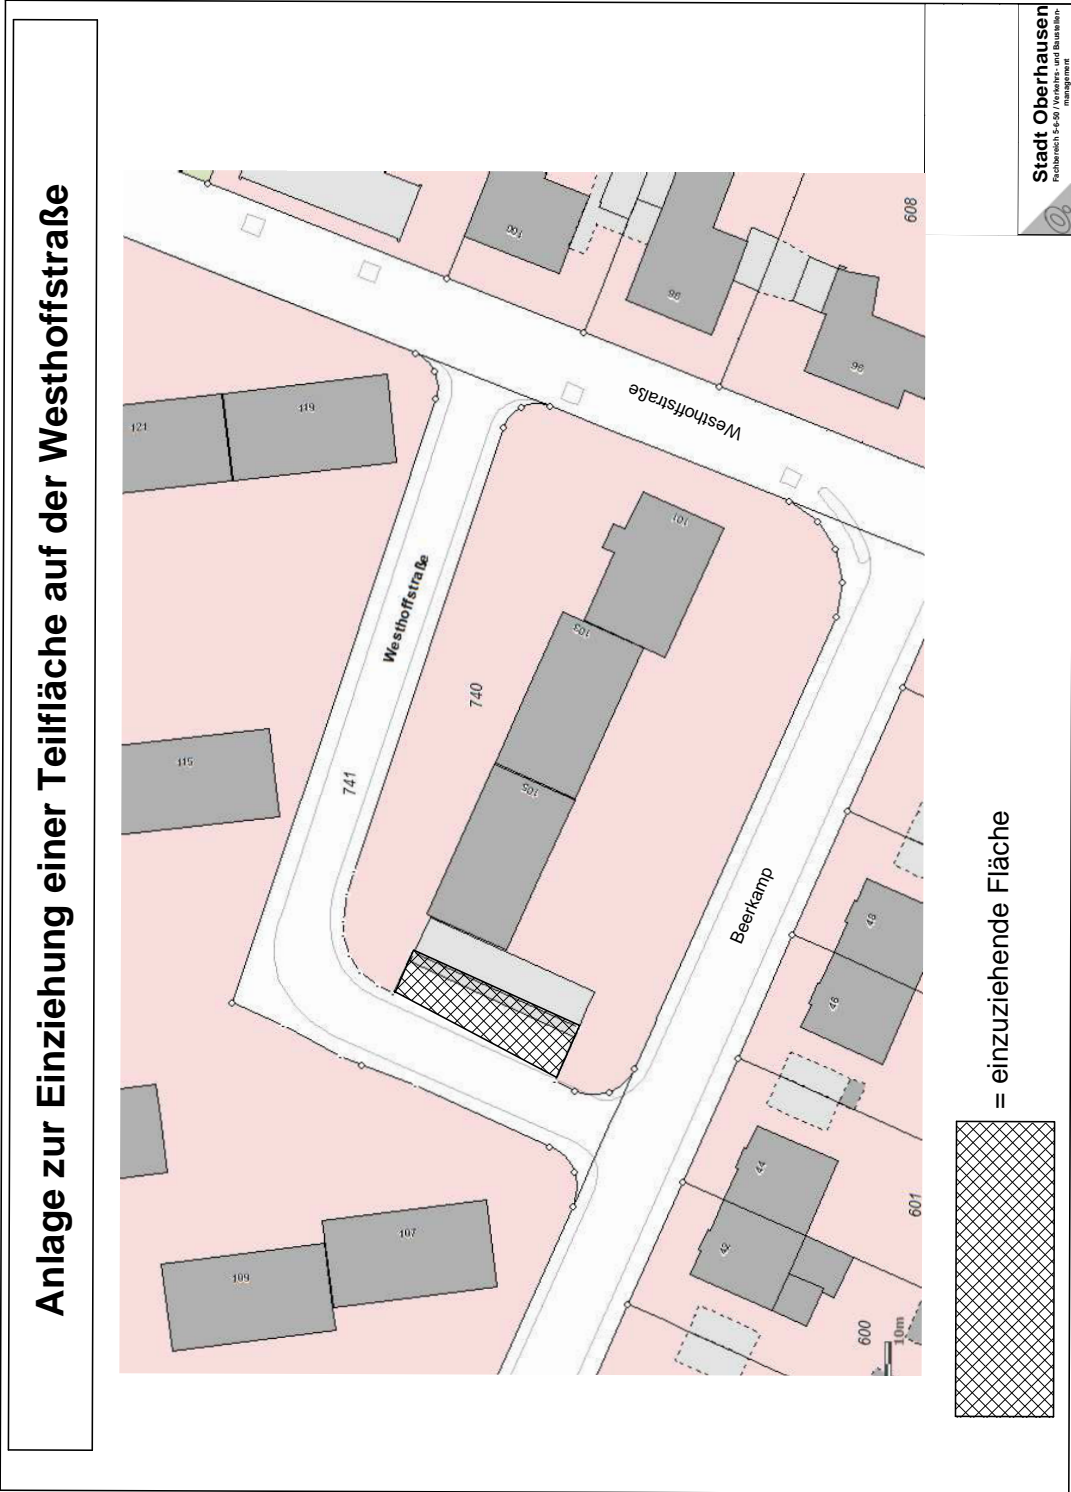 Anlage zur Einziehung einer Teilfläche auf der Westhoffstraße
Stadt Oberhausen
Fachbereich 5-6-50 / Verkehrs- und Baustellen-
management
121
119
115
109
107
741
Westhoffstraße
740
101
103
105
Westhoffstraße
100
98
96
608
Beerkamp
48
46
44
42
601
600
10m
= einzuziehende Fläche